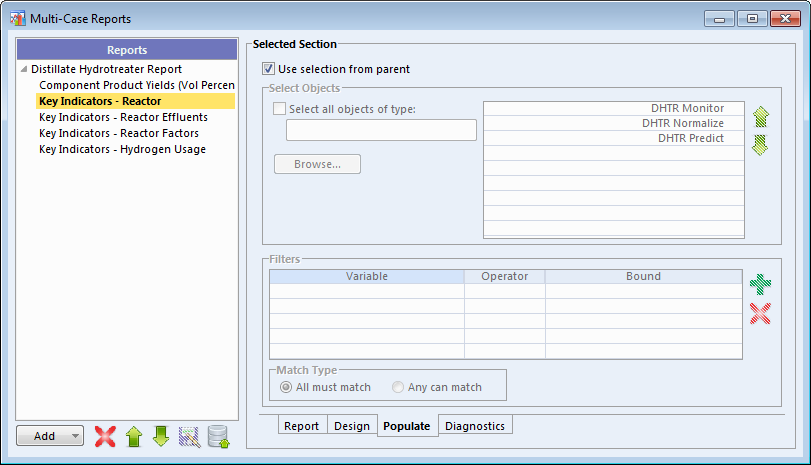 Multi-Case Reports
Reports
Distillate Hydrotreater Report
Component Product Yields (Vol Percen
Key Indicators - Reactor
Key Indicators - Reactor Effluents
Key Indicators - Reactor Factors
Key Indicators - Hydrogen Usage
Add
Selected Section
Use selection from parent
Select Objects
Select all objects of type:
Browse...
DHTR Monitor
DHTR Normalize
DHTR Predict
Filters
Variable Operator Bound
Match Type
All must match Any can match
Report Design Populate Diagnostics